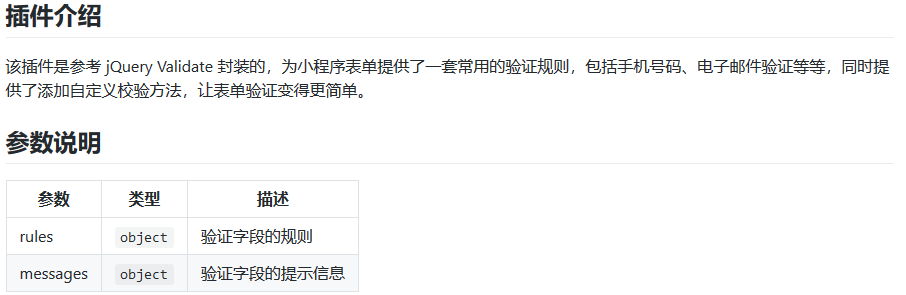 插件介绍
该插件是参考 jQuery Validate 封装的，为小程序表单提供了一套常用的验证规则，包括手机号码、电子邮件验证等等，同时提
供了添加自定义校验方法，让表单验证变得更简单。
参数说明
参数 类型 描述
rules object 验证字段的规则
messages object 验证字段的提示信息